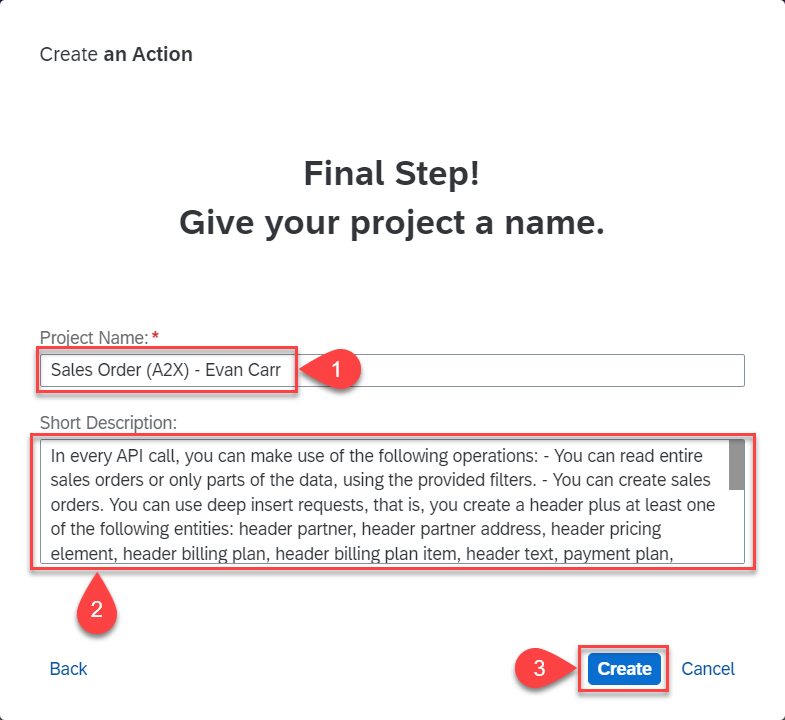 Create an Action
Final Step!
Give your project a name.
Project Name:*
Sales Order (A2X) - Evan Carr
1
Short Description:
In every API call, you can make use of the following operations: - You can read entire
sales orders or only parts of the data, using the provided filters. - You can create sales
orders. You can use deep insert requests, that is, you create a header plus at least one
of the following entities: header partner, header partner address, header pricing
element, header billing plan, header billing plan item, header text, payment plan,
2
Back
3
Create
Cancel